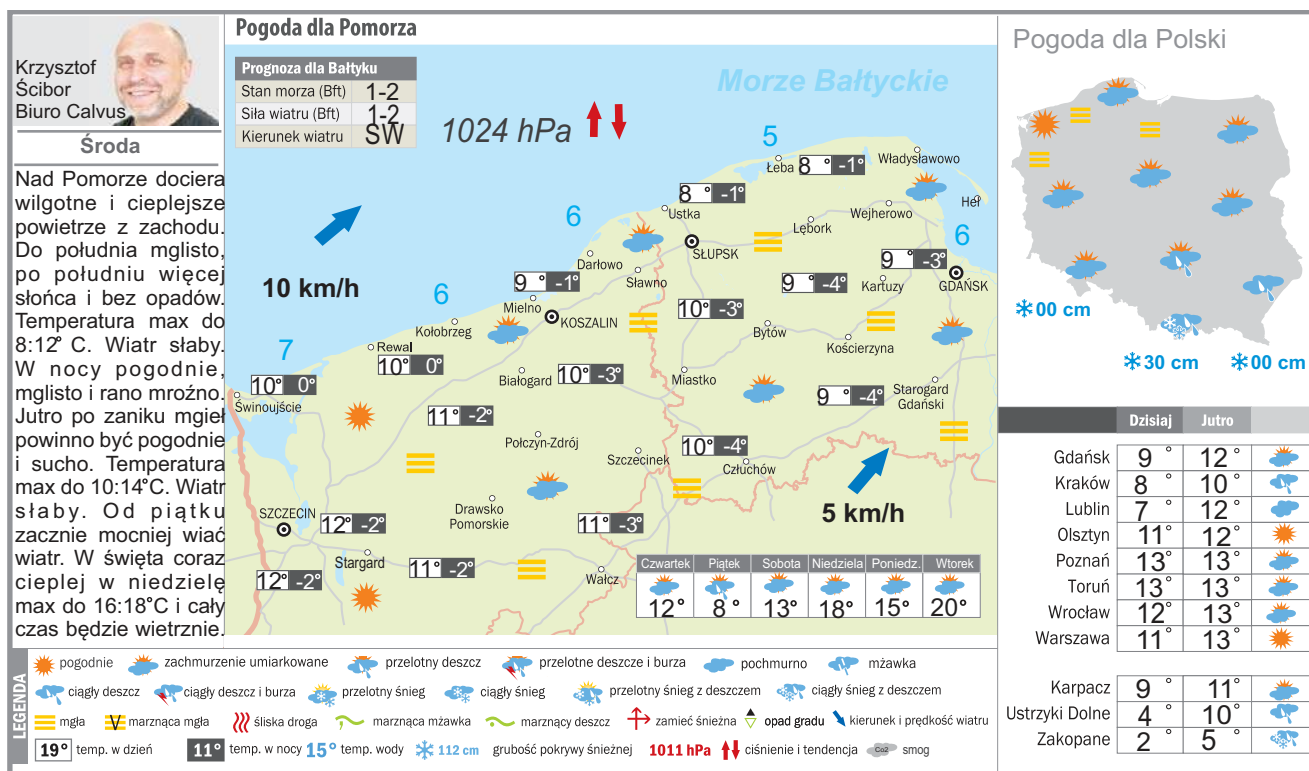 Krzysztof
Ścibor
Biuro Calvus
Środa
Nad Pomorze dociera
wilgotne i cieplejsze
powietrze z zachodu.
Do południa mglisto,
po południu więcej
słońca i bez opadów.
Temperatura max do
8:12° C. Wiatr słaby.
W nocy pogodnie,
mglisto i rano mroźno.
Jutro po zaniku mgieł
powinno być pogodnie
i sucho. Temperatura
max do 10:14°C. Wiatr
słaby. Od piątku
zacznie mocniej wiać
wiatr. W święta coraz
cieplej w niedzielę
max do 16:18°C i cały
czas będzie wietrznie.
Pogoda dla Pomorza
Prognoza dla Bałtyku
Stan morza (Bft) 1-2
Siła wiatru (Bft) 1-2
Kierunek wiatru SW
1024 hPa
Morze Bałtyckie
5
Łeba 8° -1°
Władysławowo
8° -1°
Ustka
Wejherowo
Hel
Lębork
6
6
SŁUPSK
Darłowo
9° -3°
GDAŃSK
10 km/h
9° -1°
Sławno
9° -4°
Kartuzy
6
Mielno
10° -3°
KOSZALIN
Kołobrzeg
Bytów
Kościerzyna
7
Rewal
10° 0°
10° 0°
Świnoujście
Białogard 10° -3°
Miastko
9° -4°
Starogard
Gdański
11° -2°
Połczyn-Zdrój
10° -4°
Szczecinek
Człuchów
Drawsko
Pomorskie
5 km/h
SZCZECIN
12° -2°
11° -3°
Stargard
11° -2°
Wałcz
12° -2°
Czwartek Piątek Sobota Niedziela Poniedz. Wtorek
12° 8° 13° 18° 15° 20°
Pogoda dla Polski
00 cm
30 cm 00 cm
Dzisiaj Jutro
Gdańsk 9° 12°
Kraków 8° 10°
Lublin 7° 12°
Olsztyn 11° 12°
Poznań 13° 13°
Toruń 13° 13°
Wrocław 12° 13°
Warszawa 11° 13°
Karpacz 9° 11°
Ustrzyki Dolne 4° 10°
Zakopane 2° 5°
LEGENDA
pogodnie zachmurzenie umiarkowane przelotny deszcz przelotne deszcze i burza pochmurno mżawka
ciągły deszcz ciągły deszcz i burza przelotny śnieg ciągły śnieg przelotny śnieg z deszczem ciągły śnieg z deszczem
mgła marznąca mgła śliska droga marznąca mżawka marznący deszcz zamieć śnieżna opad gradu kierunek i prędkość wiatru
19° temp. w dzień 11° temp. w nocy 15° temp. wody 112 cm grubość pokrywy śnieżnej 1011 hPa ciśnienie i tendencja Co2 smog